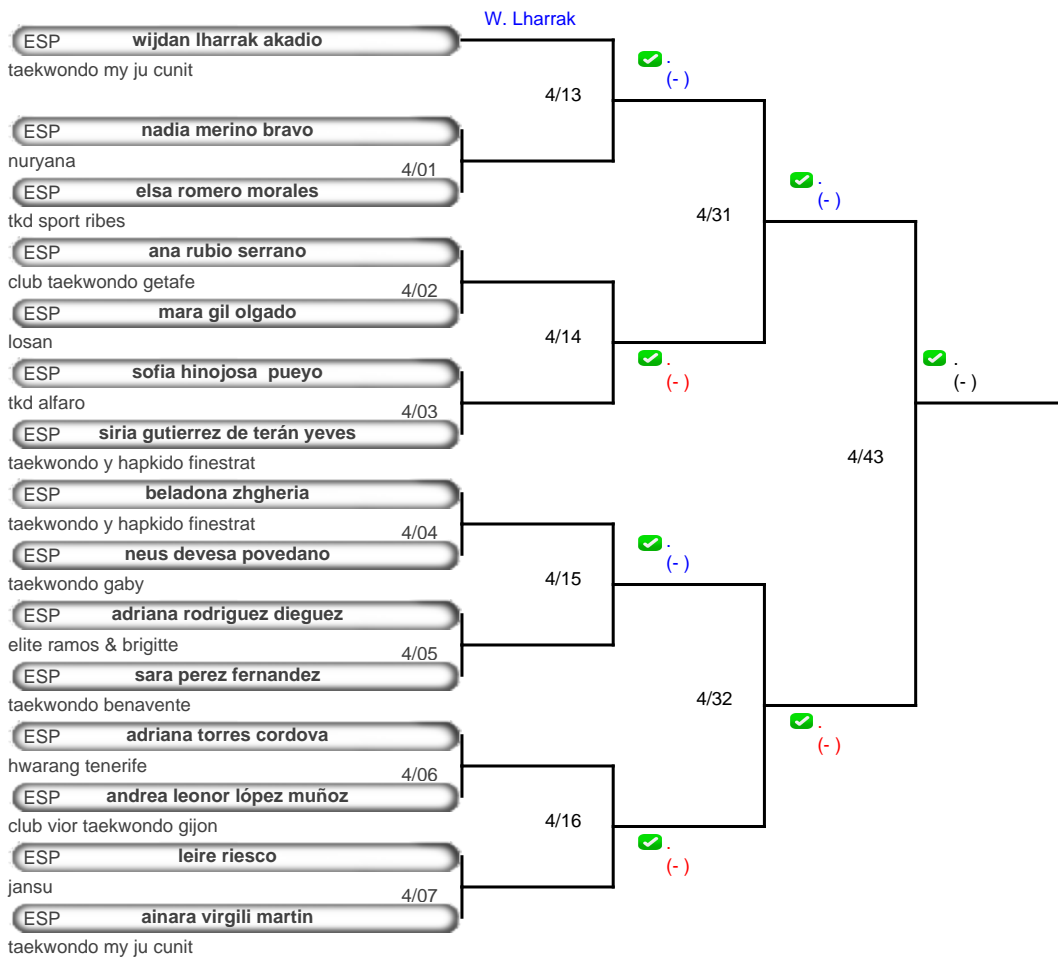 W. Lharrak
ESP wijdan lharrak akadio
taekwondo my ju cunit
.
(- )
4/13
ESP nadia merino bravo
nuryana
4/01
ESP elsa romero morales
tkd sport ribes
.
(- )
4/31
ESP ana rubio serrano
club taekwondo getafe
4/02
ESP mara gil olgado
losan
4/14
.
(- )
ESP sofia hinojosa pueyo
tkd alfaro
4/03
ESP siria gutierrez de terán yeves
taekwondo y hapkido finestrat
.
(- )
4/43
ESP beladona zhgheria
taekwondo y hapkido finestrat
4/04
ESP neus devesa povedano
taekwondo gaby
.
(- )
4/15
ESP adriana rodriguez dieguez
elite ramos & brigitte
4/05
ESP sara perez fernandez
taekwondo benavente
4/32
.
(- )
ESP adriana torres cordova
hwarang tenerife
4/06
ESP andrea leonor lópez muñoz
club vior taekwondo gijon
4/16
.
(- )
ESP leire riesco
jansu
4/07
ESP ainara virgili martin
taekwondo my ju cunit